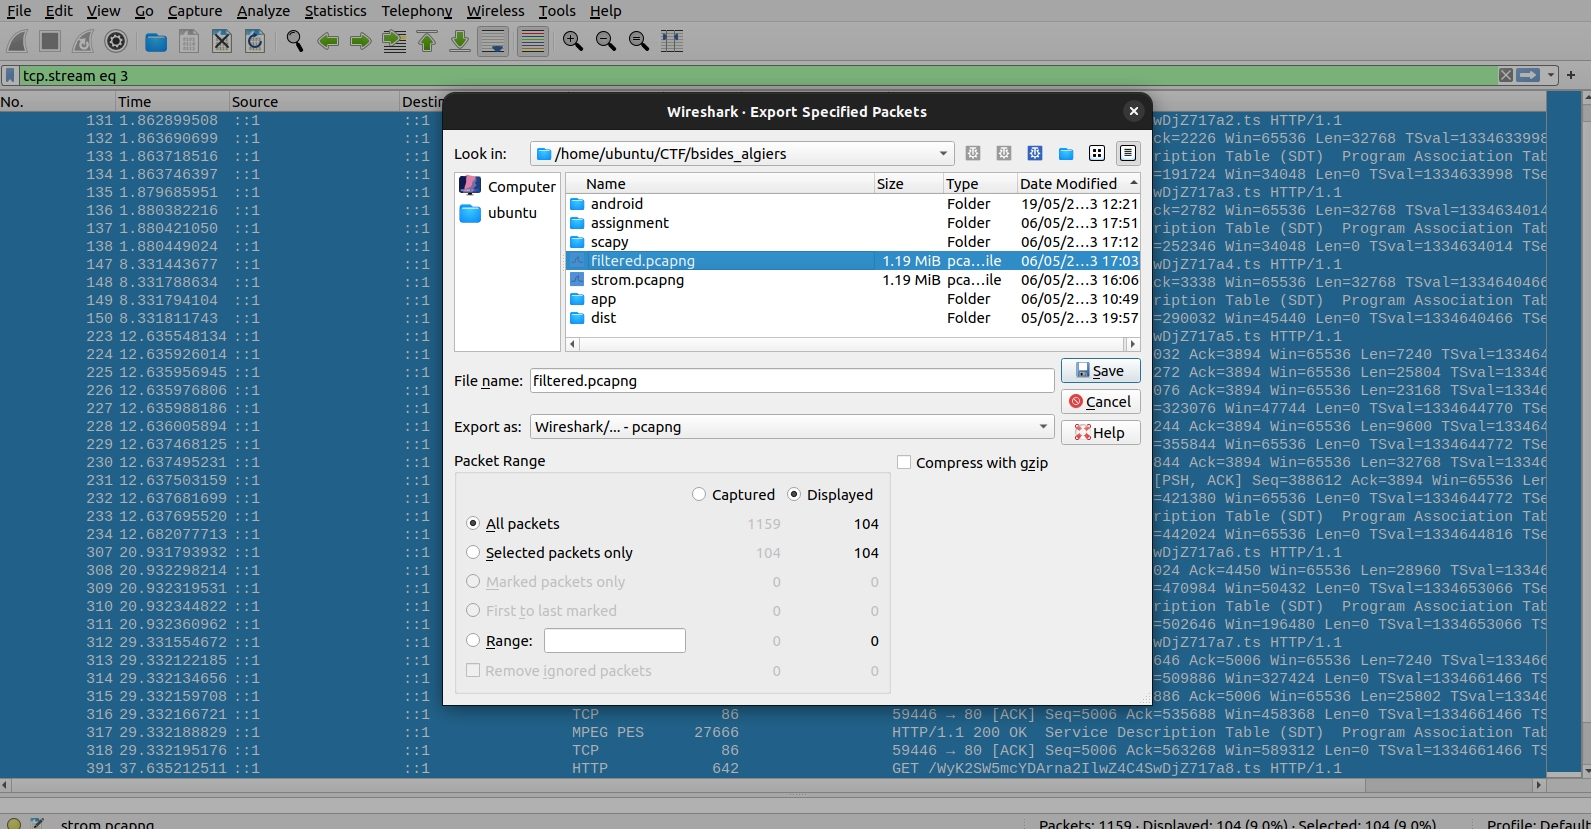 File Edit View Go Capture Analyze Statistics Telephony Wireless Tools Help
tcp.stream eq 3
No. Time Source Destin
131 1.862899508 ::1 ::1 wDjZ717a2.ts HTTP/1.1
132 1.863690699 ::1 ::1 ck=2226 Win=65536 Len=32768 TSval=1334633998
133 1.863718516 ::1 ::1 ription Table (SDT) Program Association Tab
134 1.863746397 ::1 ::1 =191724 Win=34048 Len=0 TSval=1334633998 TSe
135 1.879685951 ::1 ::1 wDjZ717a3.ts HTTP/1.1
136 1.880382216 ::1 ::1 ck=2782 Win=65536 Len=32768 TSval=1334634014
137 1.880421050 ::1 ::1 ription Table (SDT) Program Association Tab
138 1.880449024 ::1 ::1 =252346 Win=34048 Len=0 TSval=1334634014 TSe
147 8.331443677 ::1 ::1 wDjZ717a4.ts HTTP/1.1
148 8.331788634 ::1 ::1 ck=3338 Win=65536 Len=32768 TSval=1334640466
149 8.331794104 ::1 ::1 ription Table (SDT) Program Association Tab
150 8.331811743 ::1 ::1 =290032 Win=45440 Len=0 TSval=1334640466 TSe
223 12.635548134 ::1 ::1 wDjZ717a5.ts HTTP/1.1
224 12.635926014 ::1 ::1 032 Ack=3894 Win=65536 Len=7240 TSval=133464
225 12.635956945 ::1 ::1 272 Ack=3894 Win=65536 Len=25804 TSval=13346
226 12.635976806 ::1 ::1 076 Ack=3894 Win=65536 Len=23168 TSval=13346
227 12.635988186 ::1 ::1 =323076 Win=47744 Len=0 TSval=1334644770 TSe
228 12.636005894 ::1 ::1 244 Ack=3894 Win=65536 Len=9600 TSval=133464
229 12.637468125 ::1 ::1 =355844 Win=65536 Len=0 TSval=1334644772 TSe
230 12.637495231 ::1 ::1 844 Ack=3894 Win=65536 Len=32768 TSval=13346
231 12.637503159 ::1 ::1 [PSH, ACK] Seq=388612 Ack=3894 Win=65536 Ler
232 12.637681699 ::1 ::1 =421380 Win=65536 Len=0 TSval=1334644772 TSe
233 12.637695520 ::1 ::1 ription Table (SDT) Program Association Tab
234 12.682077713 ::1 ::1 =442024 Win=65536 Len=0 TSval=1334644816 TSe
307 20.931793932 ::1 ::1 wDjZ717a6.ts HTTP/1.1
308 20.932298214 ::1 ::1 024 Ack=4450 Win=65536 Len=28960 TSval=13346
309 20.932319531 ::1 ::1 =470984 Win=50432 Len=0 TSval=1334653066 TSe
310 20.932344822 ::1 ::1 ription Table (SDT) Program Association Tab
311 20.932360962 ::1 ::1 =502646 Win=196480 Len=0 TSval=1334653066 TS
312 29.331554672 ::1 ::1 wDjZ717a7.ts HTTP/1.1
313 29.332122185 ::1 ::1 646 Ack=5006 Win=65536 Len=7240 TSval=133466
314 29.332134656 ::1 ::1 =509886 Win=327424 Len=0 TSval=1334661466 TS
315 29.332159708 ::1 ::1 886 Ack=5006 Win=65536 Len=25802 TSval=13346
316 29.332166721 ::1 ::1 TCP 86 59446 → 80 [ACK] Seq=5006 Ack=535688 Win=458368 Len=0 TSval=1334661466 TS
317 29.332188829 ::1 ::1 MPEG PES 27666 HTTP/1.1 200 OK Service Description Table (SDT) Program Association Tab
318 29.332195176 ::1 ::1 TCP 86 59446 → 80 [ACK] Seq=5006 Ack=563268 Win=589312 Len=0 TSval=1334661466 TS
391 37.635212511 ::1 ::1 HTTP 642 GET /WyK2SW5mcYDArna2IlwZ4C4SwDjZ717a8.ts HTTP/1.1
Wireshark · Export Specified Packets
Look in: /home/ubuntu/CTF/bsides_algiers
Computer
ubuntu
Name Size Type Date Modified
android Folder 19/05/2...3 12:21
assignment Folder 06/05/2...3 17:51
scapy Folder 06/05/2...3 17:12
filtered.pcapng 1.19 MiB pca...ile 06/05/2...3 17:03
strom.pcapng 1.19 MiB pca...ile 06/05/2...3 16:06
app Folder 06/05/2...3 10:49
dist Folder 05/05/2...3 19:57
File name: filtered.pcapng Save
Cancel
Export as: Wireshark/... - pcapng Help
Packet Range Compress with gzip
Captured Displayed
All packets 1159 104
Selected packets only 104 104
Marked packets only 0 0
First to last marked 0 0
Range: 0 0
Remove ignored packets 0 0
strom.pcapng Packets: 1159 · Displayed: 104 (9.0%) · Selected: 104 (9.0%) Profile: Default